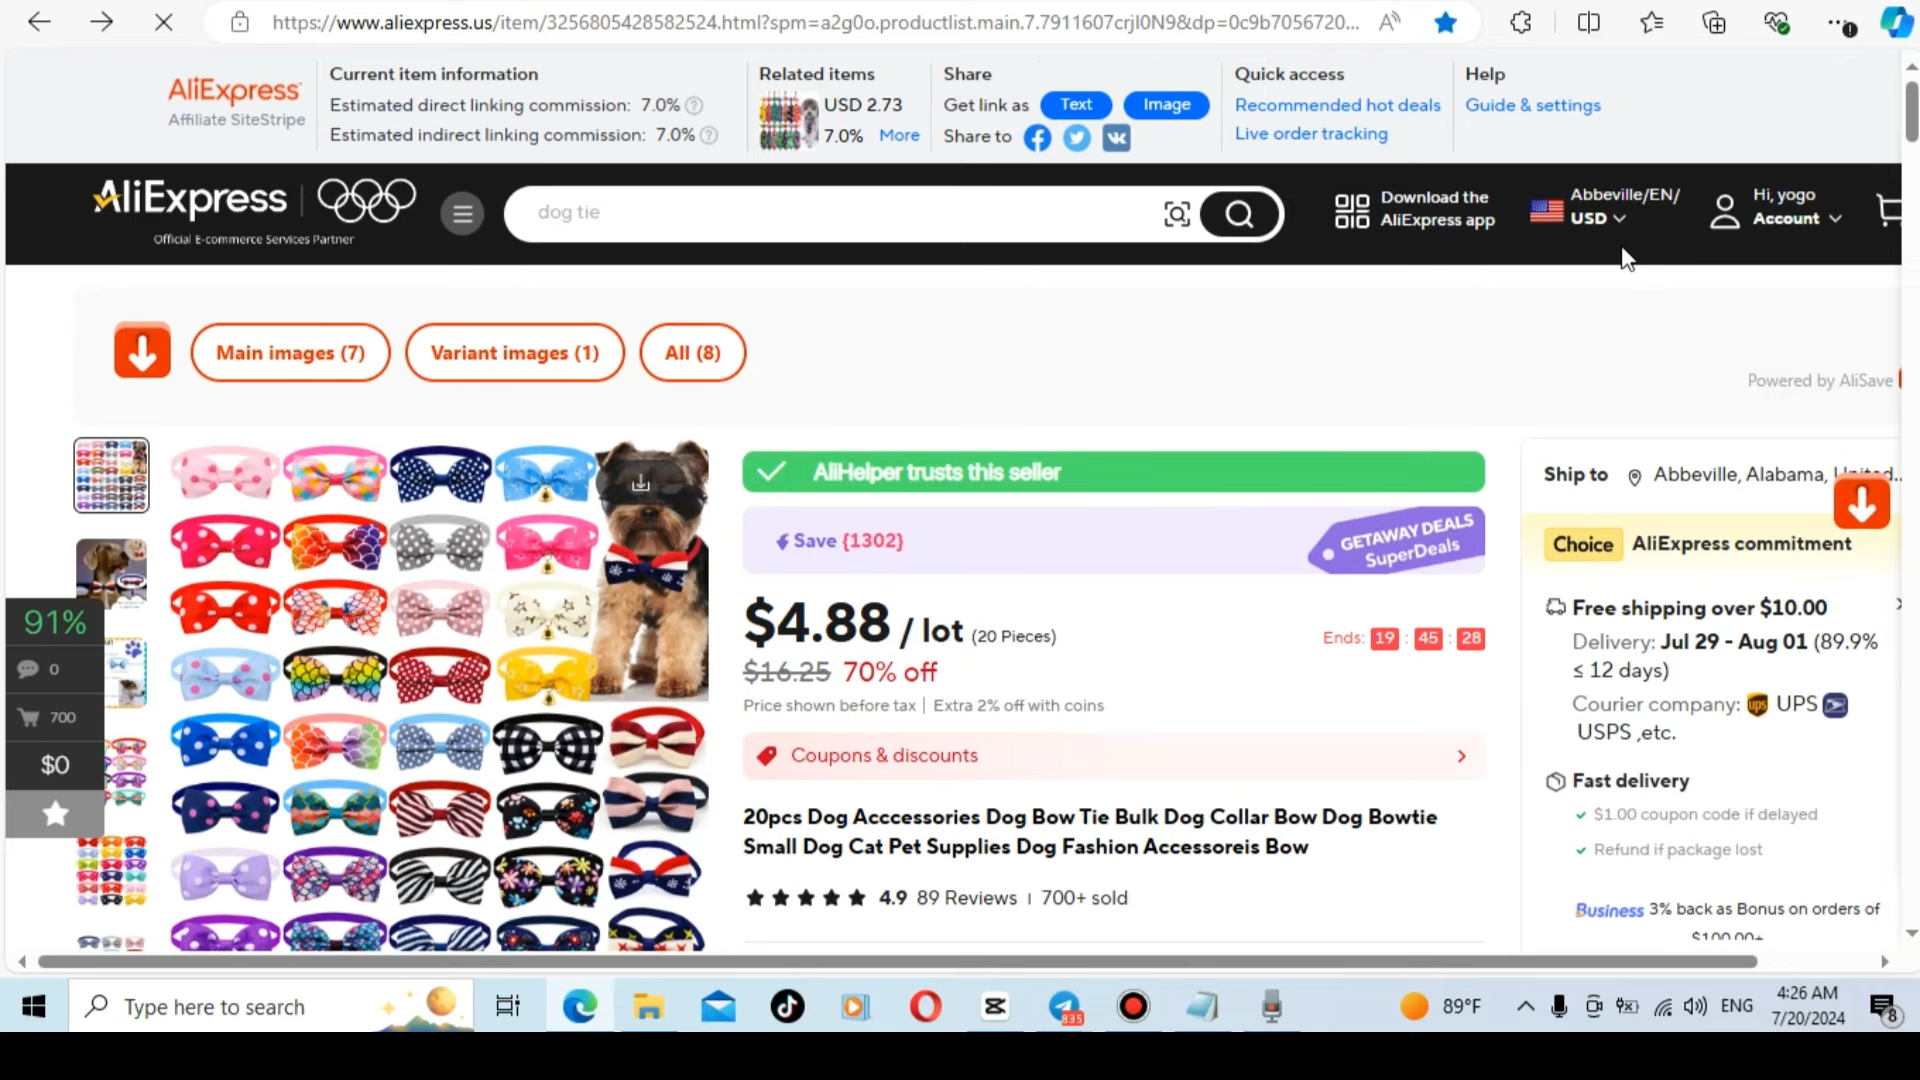 https://www.aliexpress.us/item/3256805428582524.html?spm=a2g0o.productlist.main.7.7911607crjI0N9&dp=0c9b7056720...
AliExpress
Affiliate SiteStripe
Current item information
Estimated direct linking commission: 7.0%
Estimated indirect linking commission: 7.0%
Related items
USD 2.73
7.0% More
Share
Get link as Text Image
Share to
Quick access
Recommended hot deals
Live order tracking
Help
Guide & settings
AliExpress
Official E-commerce Services Partner
dog tie
Download the
AliExpress app
Abbeville/EN/
USD
Hi, yogo
Account
Main images (7)
Variant images (1)
All (8)
Powered by AliSave
91%
0
700
$0
AliHelper trusts this seller
Save {1302}
GETAWAY DEALS
SuperDeals
$4.88 / lot (20 Pieces)
Ends: 19 : 45 : 28
$16.25 70% off
Price shown before tax | Extra 2% off with coins
Coupons & discounts
20pcs Dog Acccessories Dog Bow Tie Bulk Dog Collar Bow Dog Bowtie
Small Dog Cat Pet Supplies Dog Fashion Accessoreis Bow
4.9 89 Reviews | 700+ sold
Ship to Abbeville, Alabama, United...
Choice AliExpress commitment
Free shipping over $10.00
Delivery: Jul 29 - Aug 01 (89.9%
≤ 12 days)
Courier company: UPS
USPS ,etc.
Fast delivery
$1.00 coupon code if delayed
Refund if package lost
Business 3% back as Bonus on orders of
$100.00+
Type here to search
835
89°F
ENG
4:26 AM
7/20/2024
8